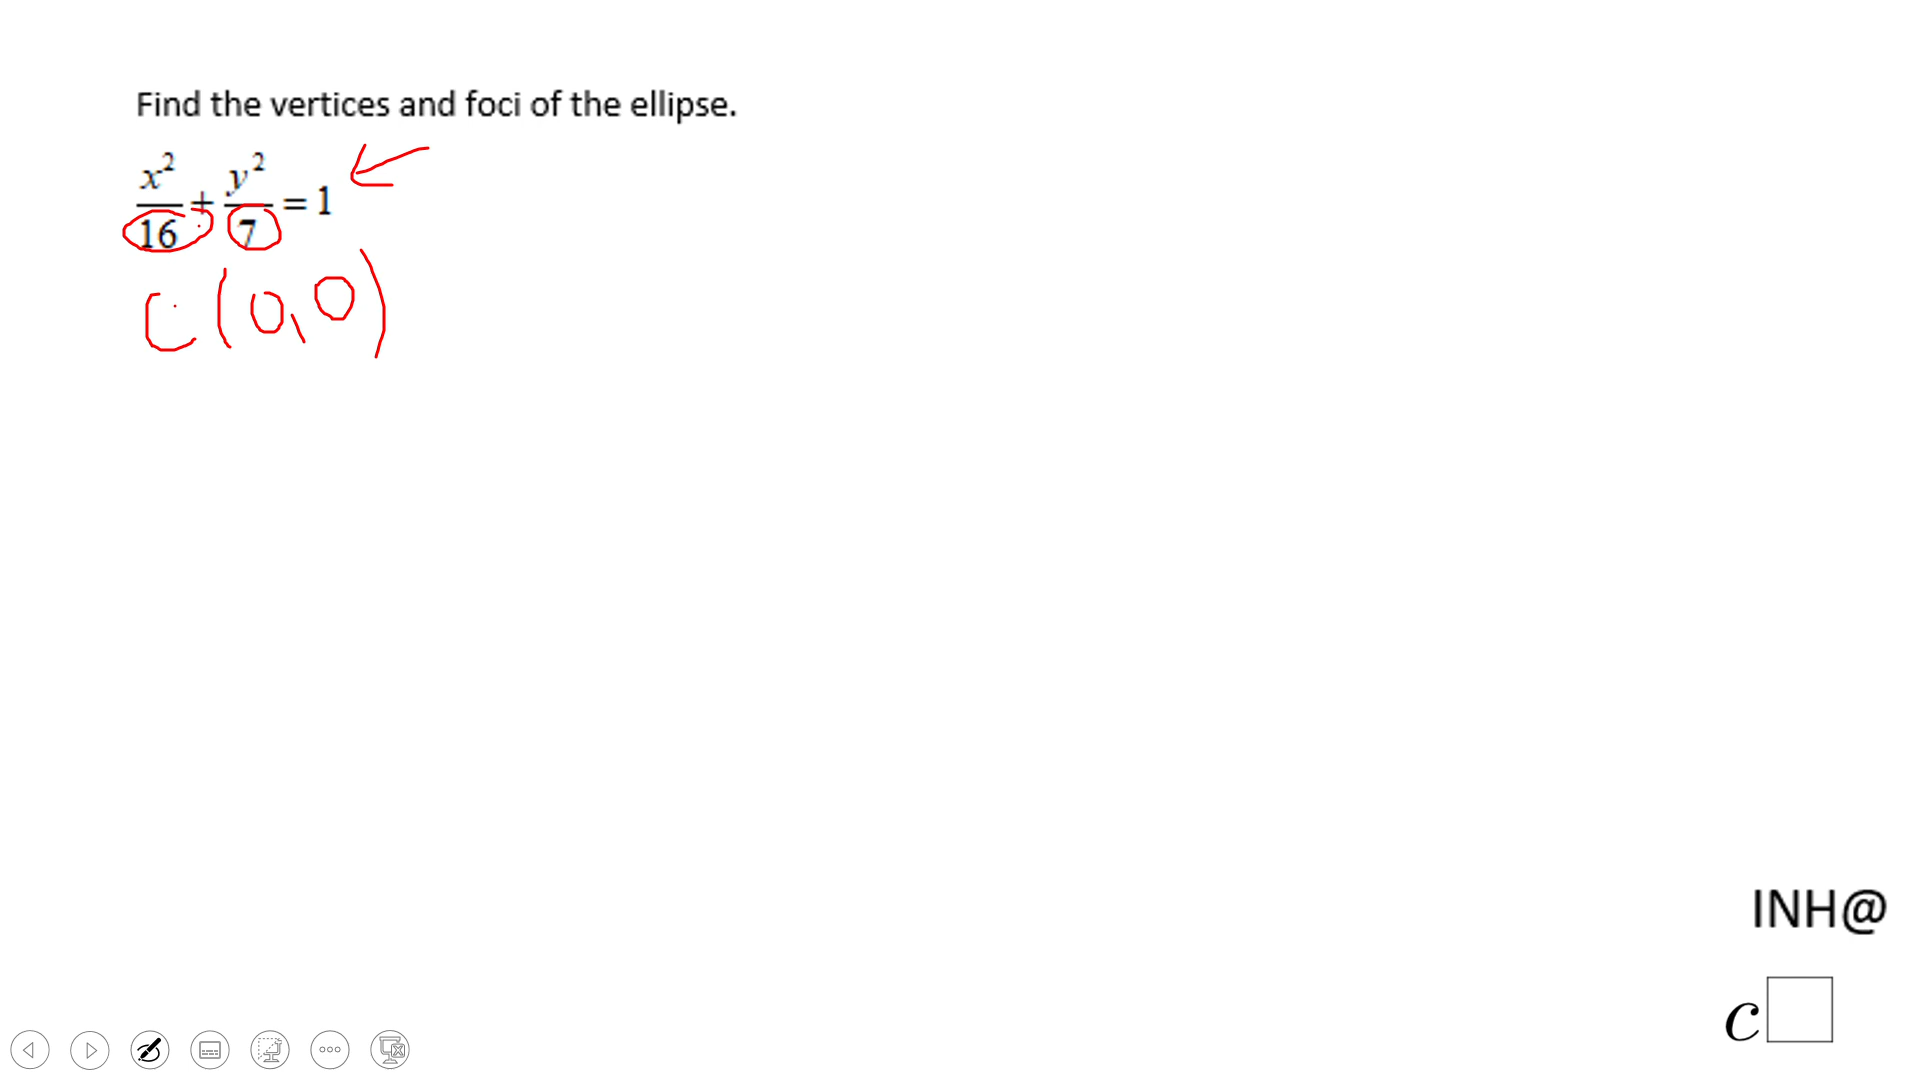 Find the vertices and foci of the ellipse.
x²/16 + y²/7 = 1
C(0,0)
INH@
c